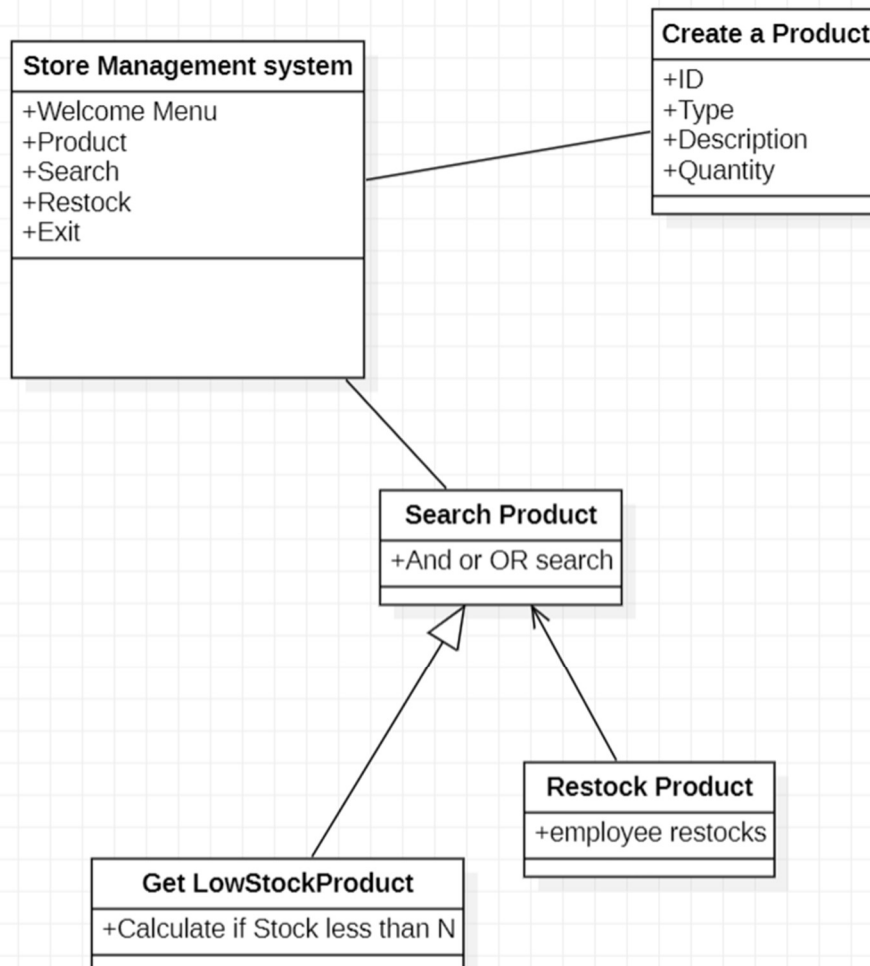 Store Management system
+Welcome Menu
+Product
+Search
+Restock
+Exit
Create a Product
+ID
+Type
+Description
+Quantity
Search Product
+And or OR search
Restock Product
+employee restocks
Get LowStockProduct
+Calculate if Stock less than N